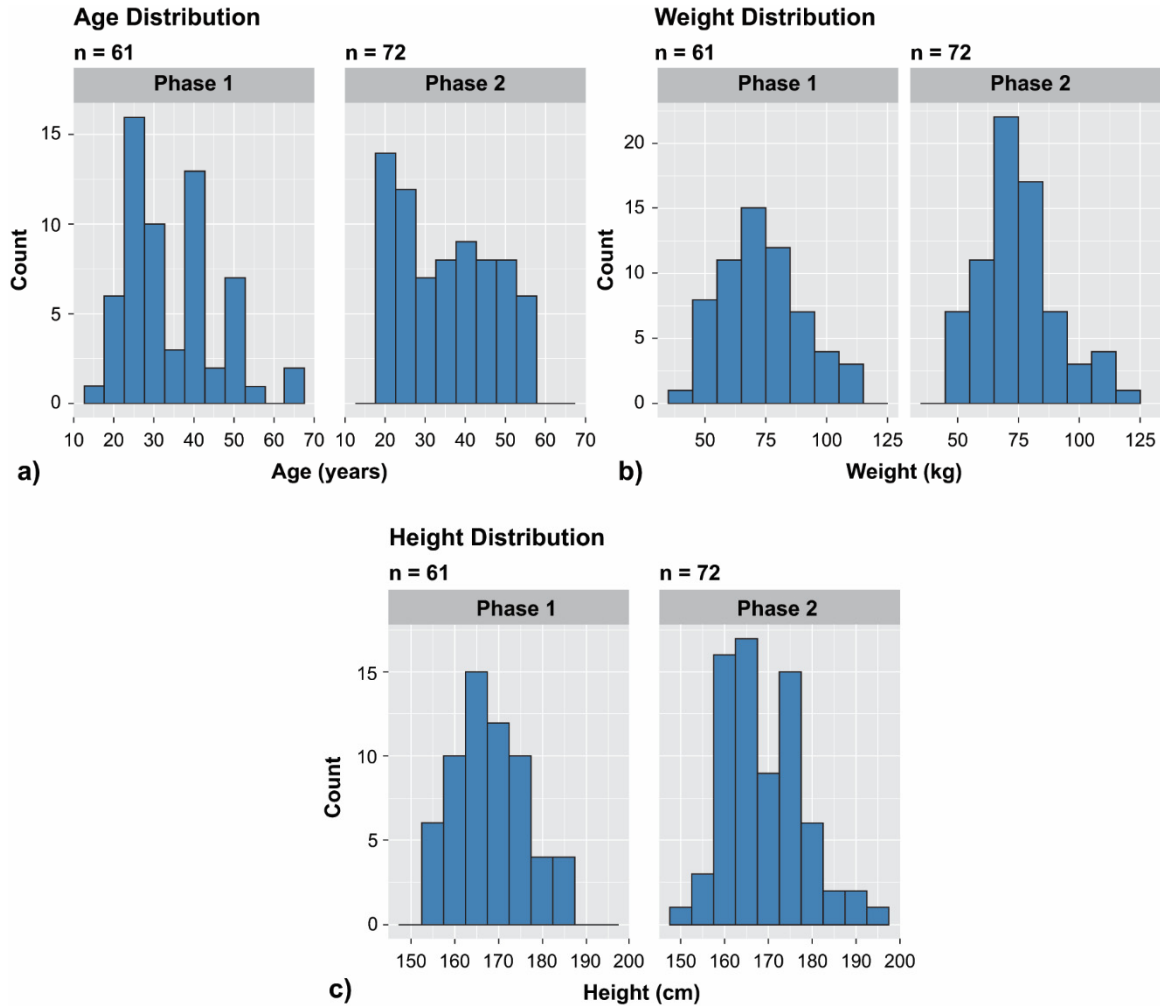 Age Distribution
n = 61
n = 72
Phase 1
Phase 2
15
10
5
0
Count
10 20 30 40 50 60 70
10 20 30 40 50 60 70
Age (years)
a)
Weight Distribution
n = 61
n = 72
Phase 1
Phase 2
20
15
10
5
0
Count
50 75 100 125
50 75 100 125
Weight (kg)
b)
Height Distribution
n = 61
n = 72
Phase 1
Phase 2
15
10
5
0
Count
150 160 170 180 190 200
150 160 170 180 190 200
Height (cm)
c)